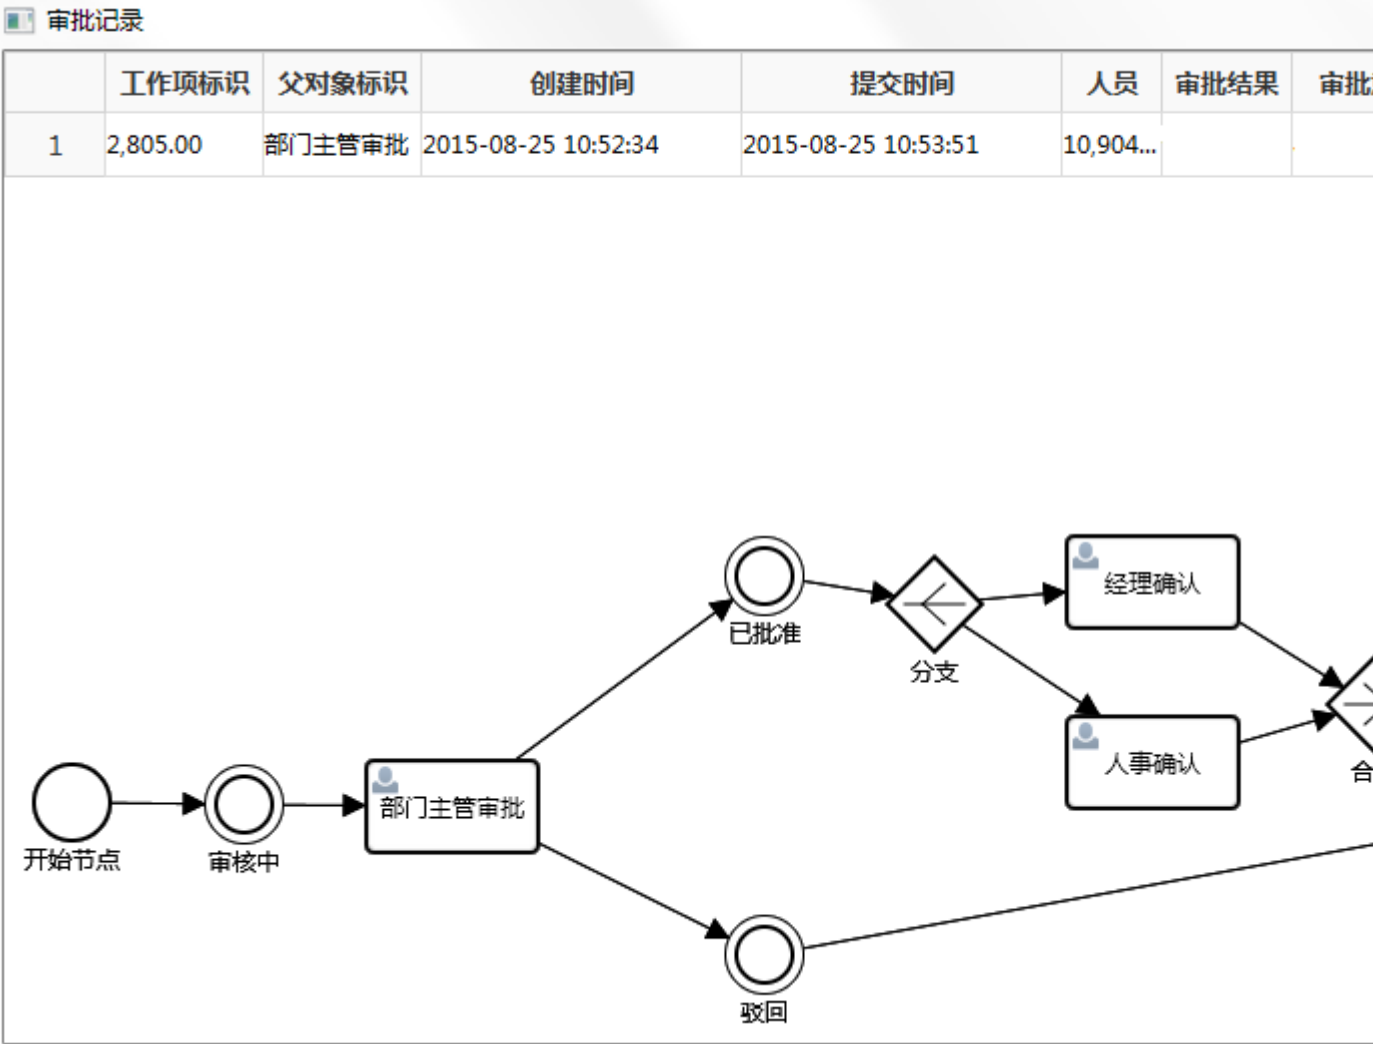 审批记录
工作项标识 父对象标识 创建时间 提交时间 人员 审批结果 审批
1 2,805.00 部门主管审批 2015-08-25 10:52:34 2015-08-25 10:53:51 10,904...
经理确认
已批准
分支
人事确认
合
部门主管审批
开始节点
审核中
驳回